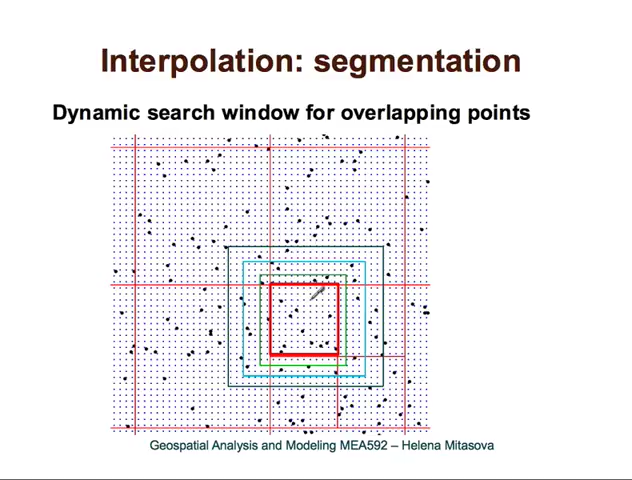 Interpolation: segmentation
Dynamic search window for overlapping points
Geospatial Analysis and Modeling MEA592 – Helena Mitasova